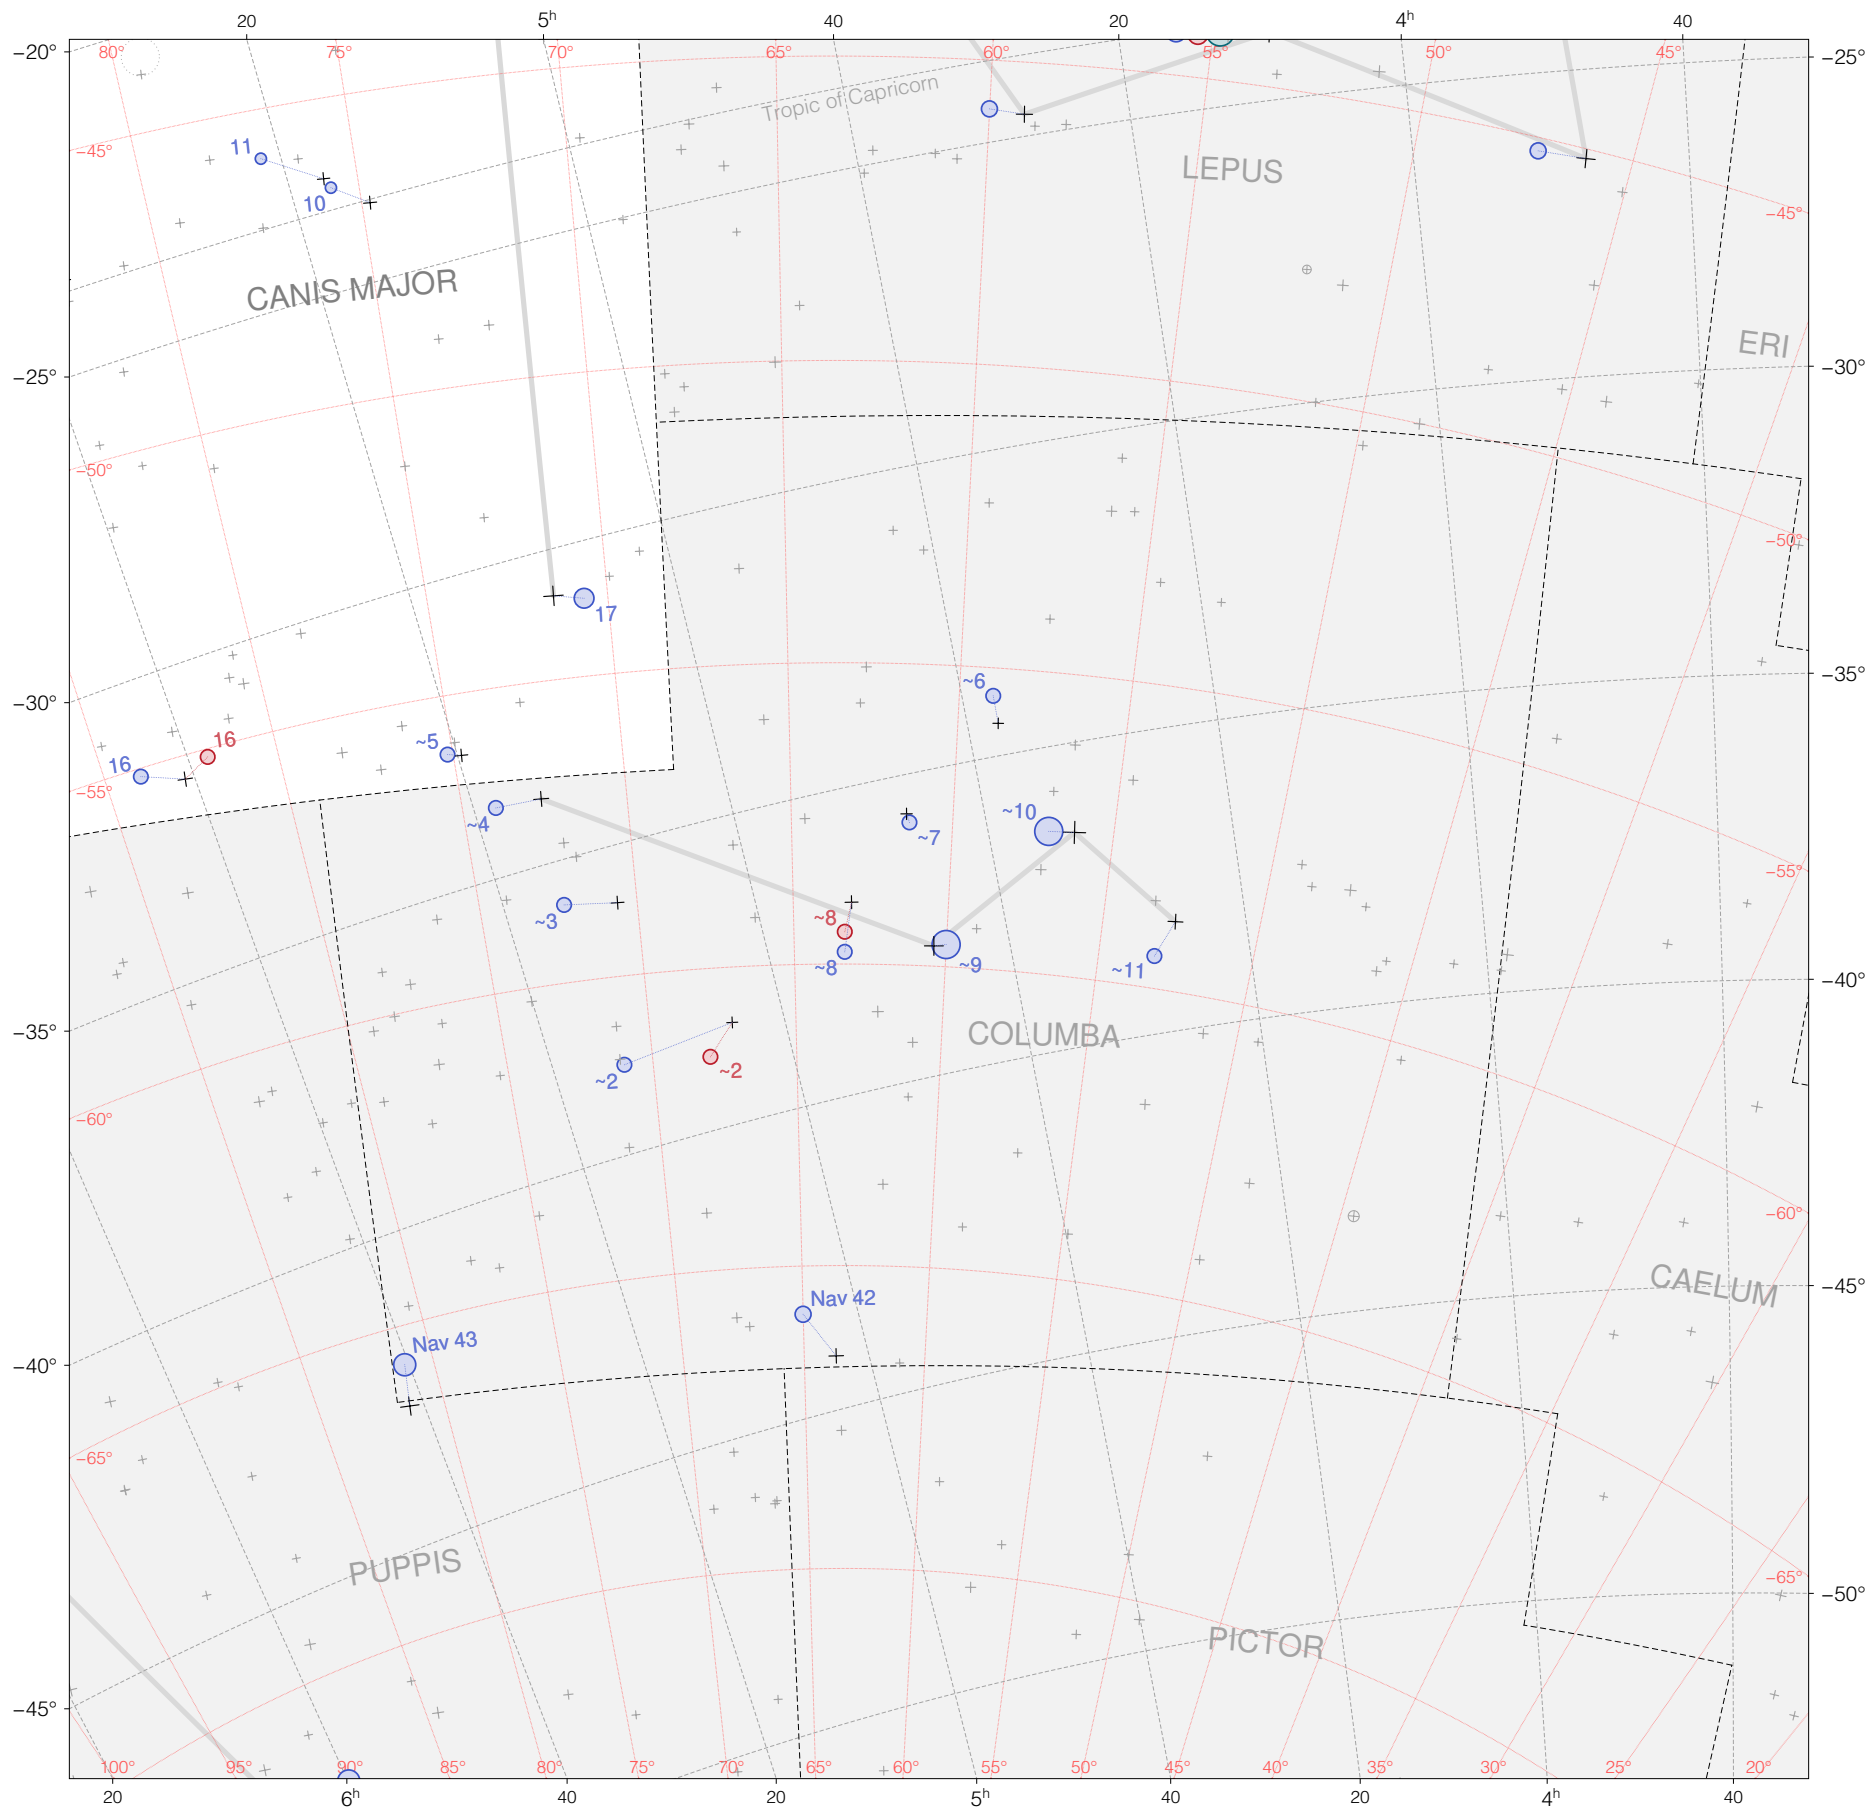 20 5h 40 20 4h 40
−20° 80° 75° 70° 65° 60° 55° 50° 45° −25°
Tropic of Capricorn
11 −45°
LEPUS
10 −45°
CANIS MAJOR
ERI
−25° −30°
−50°
−50°
17
−30° ~6 −35°
16 16 ~5
−55°
~4 ~10
~7
−55°
~3 ~8
~8 ~9 ~11
−40°
−35° COLUMBA
~2 ~2
−60°
−60°
CAELUM −45°
Nav 42
Nav 43
−40°
−65°
PUPPIS −65° −50°
PICTOR
−45°
100° 95° 90° 85° 80° 75° 70° 65° 60° 55° 50° 45° 40° 35° 30° 25° 20°
20 6h 40 20 5h 40 20 4h 40